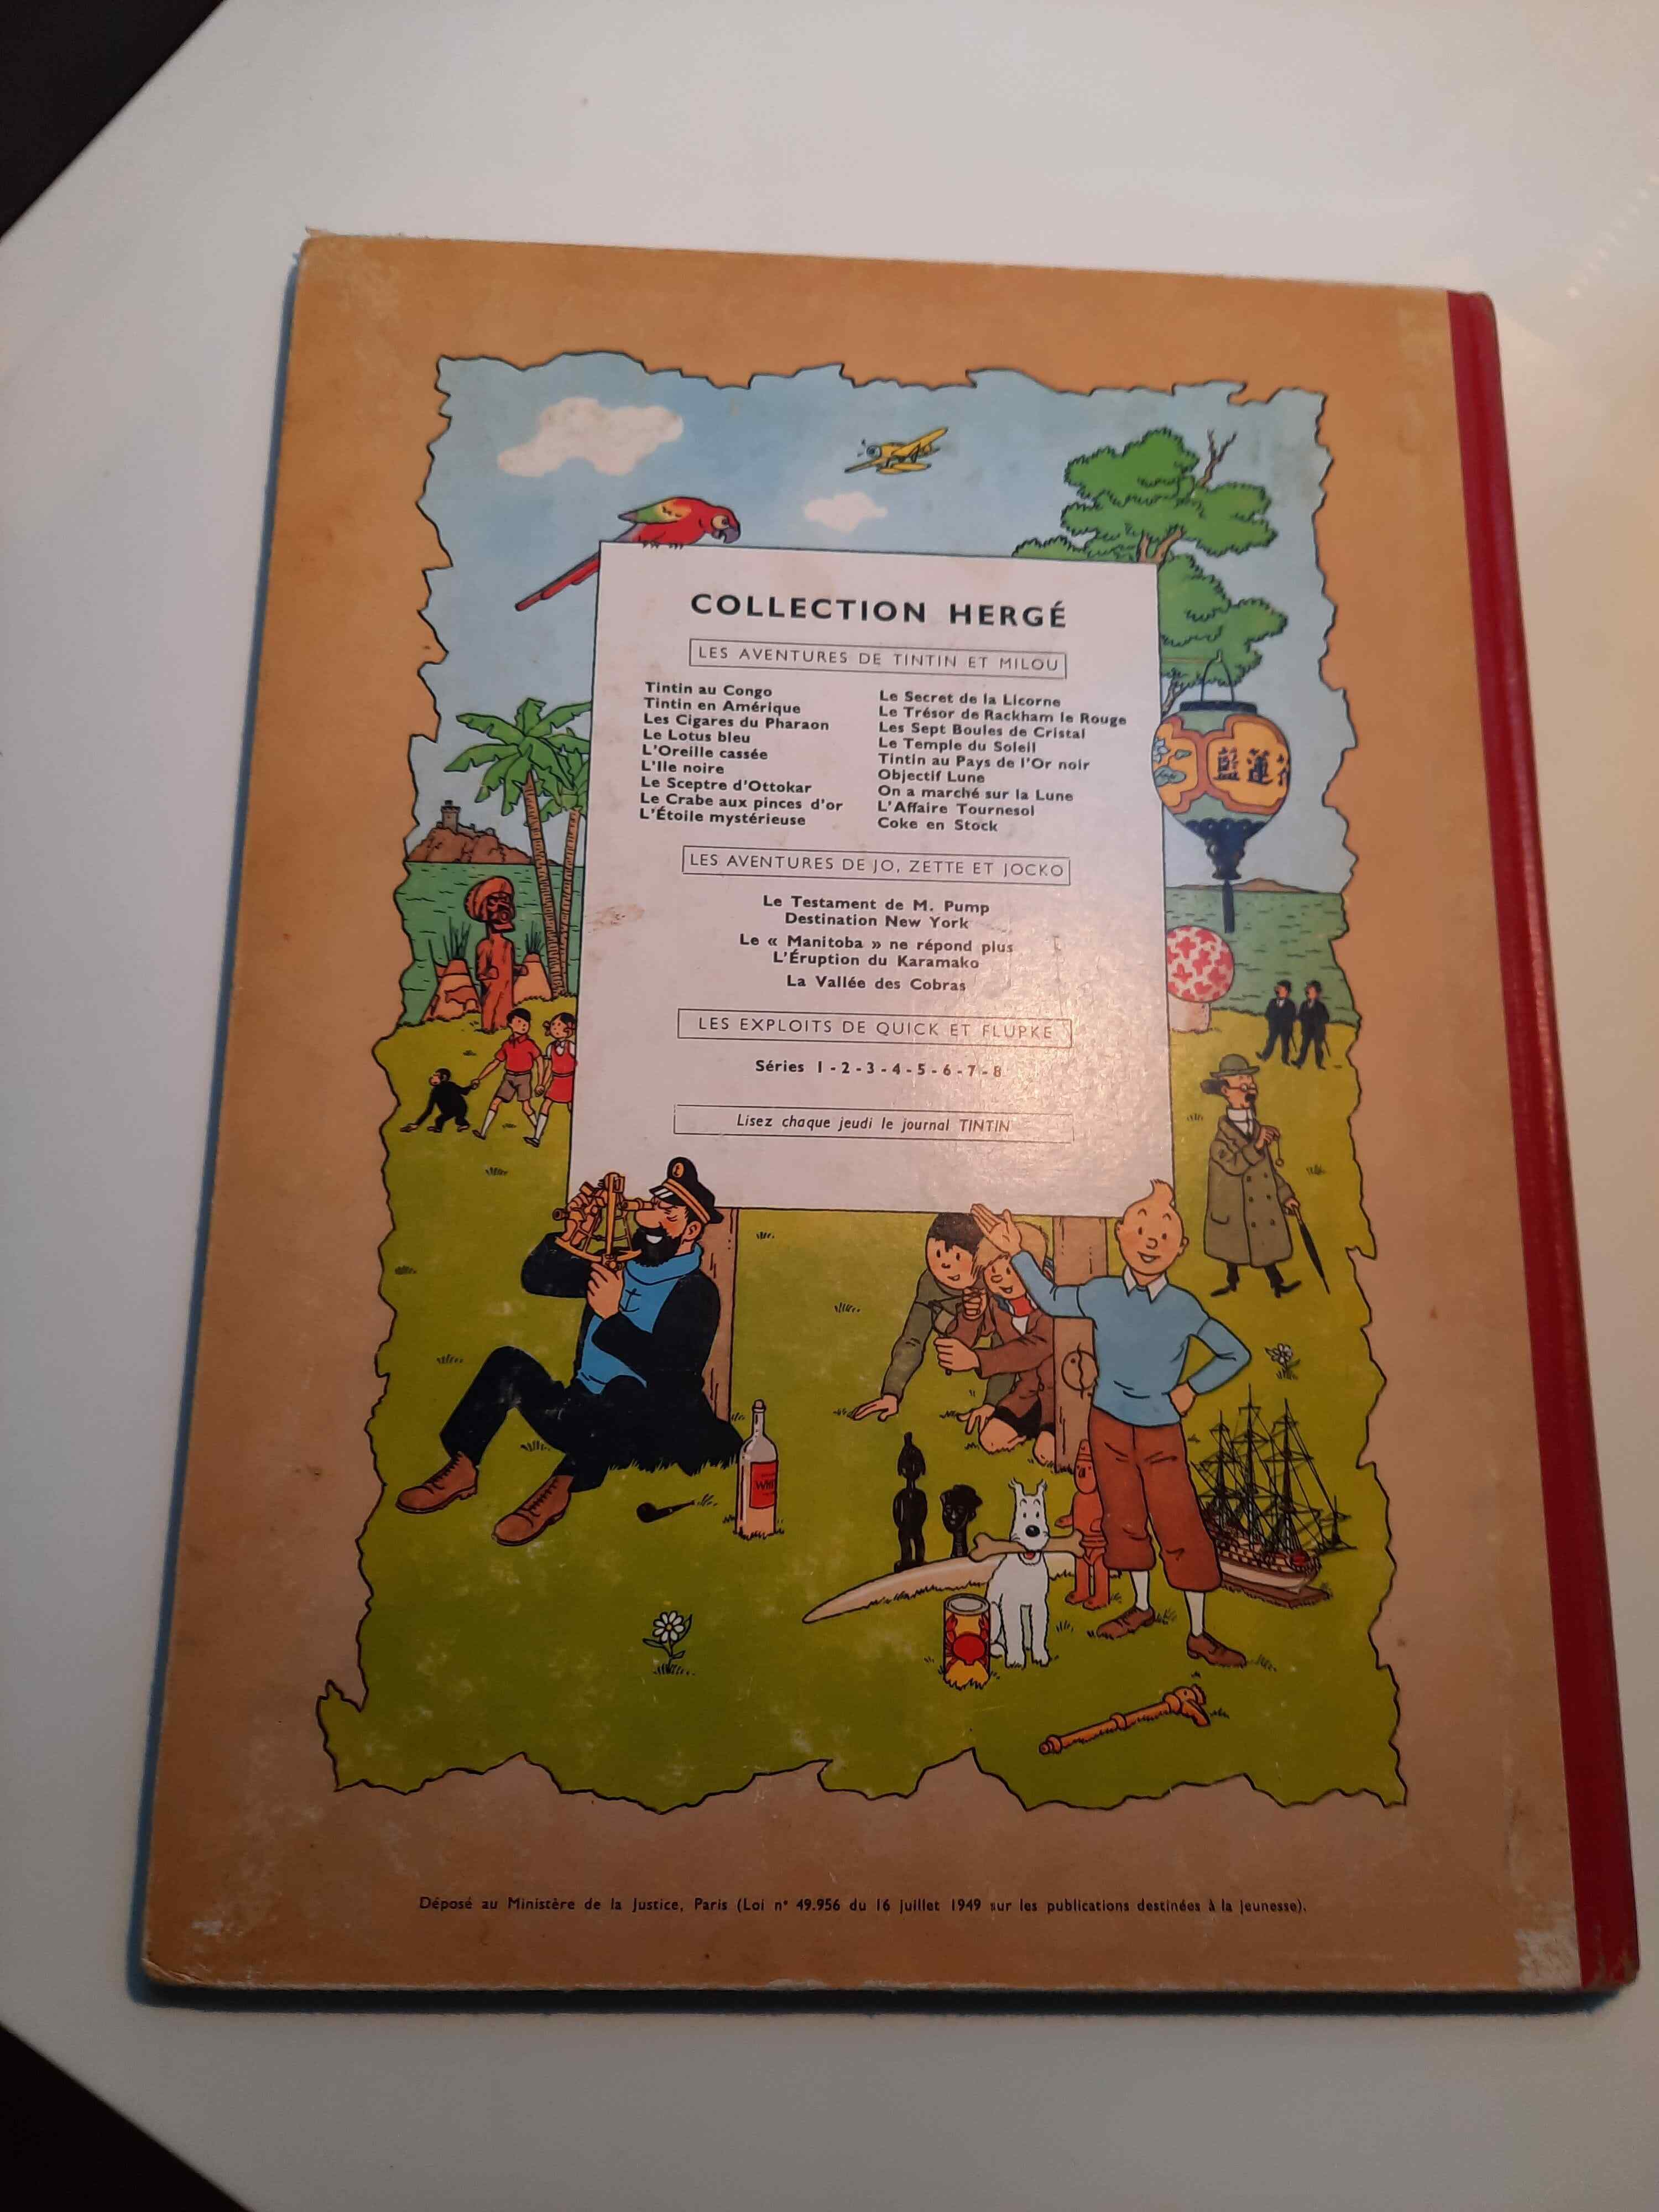 COLLECTION HERGÉ
LES AVENTURES DE TINTIN ET MILOU
Tintin au Congo
Tintin en Amérique
Les Cigares du Pharaon
Le Lotus bleu
L'Oreille cassée
L'Ile noire
Le Sceptre d'Ottokar
Le Crabe aux pinces d'or
L'Étoile mystérieuse
Le Secret de la Licorne
Le Trésor de Rackham le Rouge
Les Sept Boules de Cristal
Le Temple du Soleil
Tintin au Pays de l'Or noir
Objectif Lune
On a marché sur la Lune
L'Affaire Tournesol
Coke en Stock
LES AVENTURES DE JO, ZETTE ET JOCKO
Le Testament de M. Pump
Destination New York
Le « Manitoba » ne répond plus
L'Éruption du Karamako
La Vallée des Cobras
LES EXPLOITS DE QUICK ET FLUPKE
Séries 1 - 2 - 3 - 4 - 5 - 6 - 7 - 8
Lisez chaque jeudi le journal TINTIN
藍蓮
Déposé au Ministère de la Justice, Paris (Loi n° 49.956 du 16 juillet 1949 sur les publications destinées à la jeunesse).